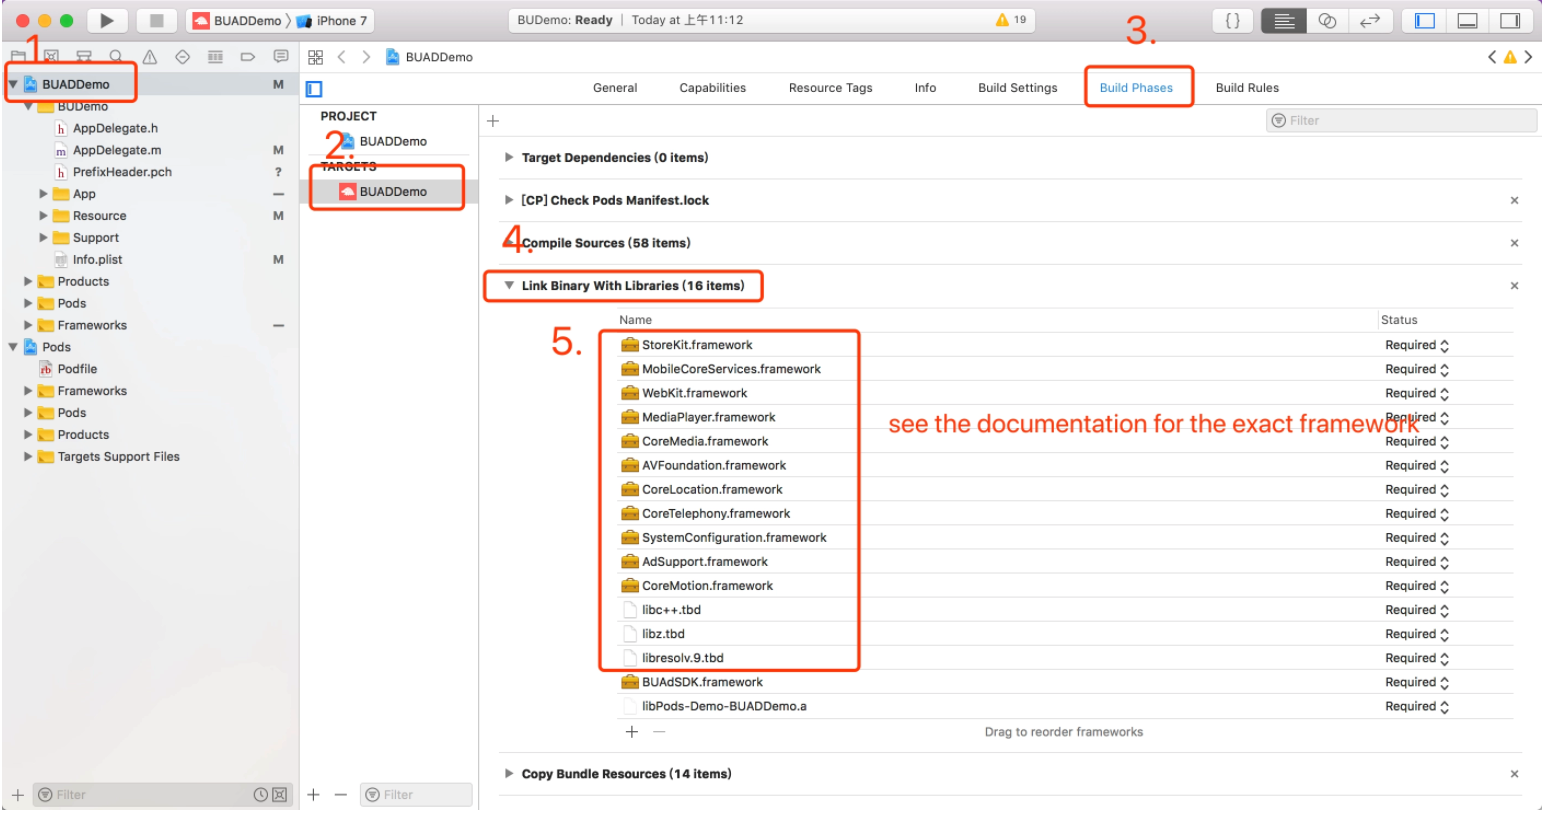 BUADDemo
iPhone 7
BUDemo: Ready | Today at 上午11:12
19
1.
3.
BUADDemo
BUADDemo M
BUDemo
AppDelegate.h
AppDelegate.m M
PrefixHeader.pch ?
App
Resource M
Support
Info.plist M
Products
Pods
Frameworks
Pods
Podfile
Frameworks
Pods
Products
Targets Support Files
Filter
PROJECT
BUADDemo
2.
TARGETS
BUADDemo
Filter
General
Capabilities
Resource Tags
Info
Build Settings
Build Phases
Build Rules
Filter
Target Dependencies (0 items)
[CP] Check Pods Manifest.lock
4.
Compile Sources (58 items)
Link Binary With Libraries (16 items)
5.
Name Status
StoreKit.framework Required
MobileCoreServices.framework Required
WebKit.framework Required
MediaPlayer.framework Required
see the documentation for the exact framework
CoreMedia.framework Required
AVFoundation.framework Required
CoreLocation.framework Required
CoreTelephony.framework Required
SystemConfiguration.framework Required
AdSupport.framework Required
CoreMotion.framework Required
libc++.tbd Required
libz.tbd Required
libresolv.9.tbd Required
BUAdSDK.framework Required
libPods-Demo-BUADDemo.a Required
Drag to reorder frameworks
Copy Bundle Resources (14 items)